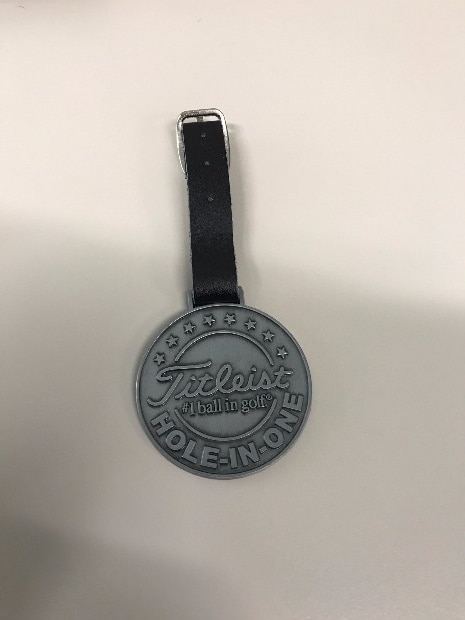 Titleist
#1 ball in golf.®
HOLE-IN-ONE